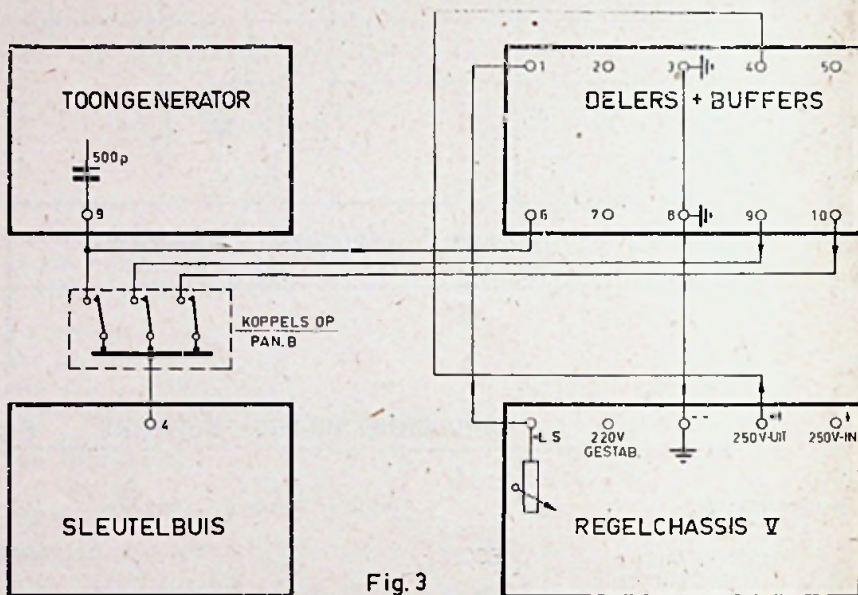 TOONGENERATOR
500p
9
DELERS + BUFFERS
1 2 3 4 5
6 7 8 9 10
KOPPELS OP
PAN.B
4
SLEUTELBUIS
-LS
220V
GESTAB.
-
+
250V-UIT
+
250V-IN
REGELCHASSIS V
Fig. 3